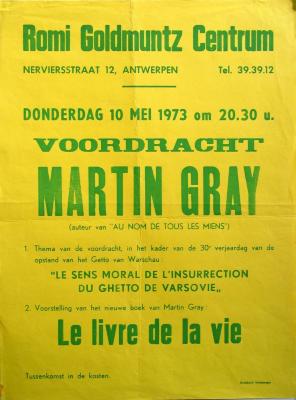 Romi Goldmuntz Centrum
NERVIERSSTRAAT 12, ANTWERPEN Tel. 39.39.12
DONDERDAG 10 MEI 1973 om 20.30 u.
VOORDRACHT
MARTIN GRAY
(auteur van "AU NOM DE TOUS LES MIENS")
1. Thema van de voordracht, in het kader van de 30e verjaardag van de
opstand van het Getto van Warschau :
"LE SENS MORAL DE L'INSURRECTION
DU GHETTO DE VARSOVIE„
2. Voorstelling van het nieuwe boek van Martin Gray :
Le livre de la vie
Tussenkomst in de kosten.